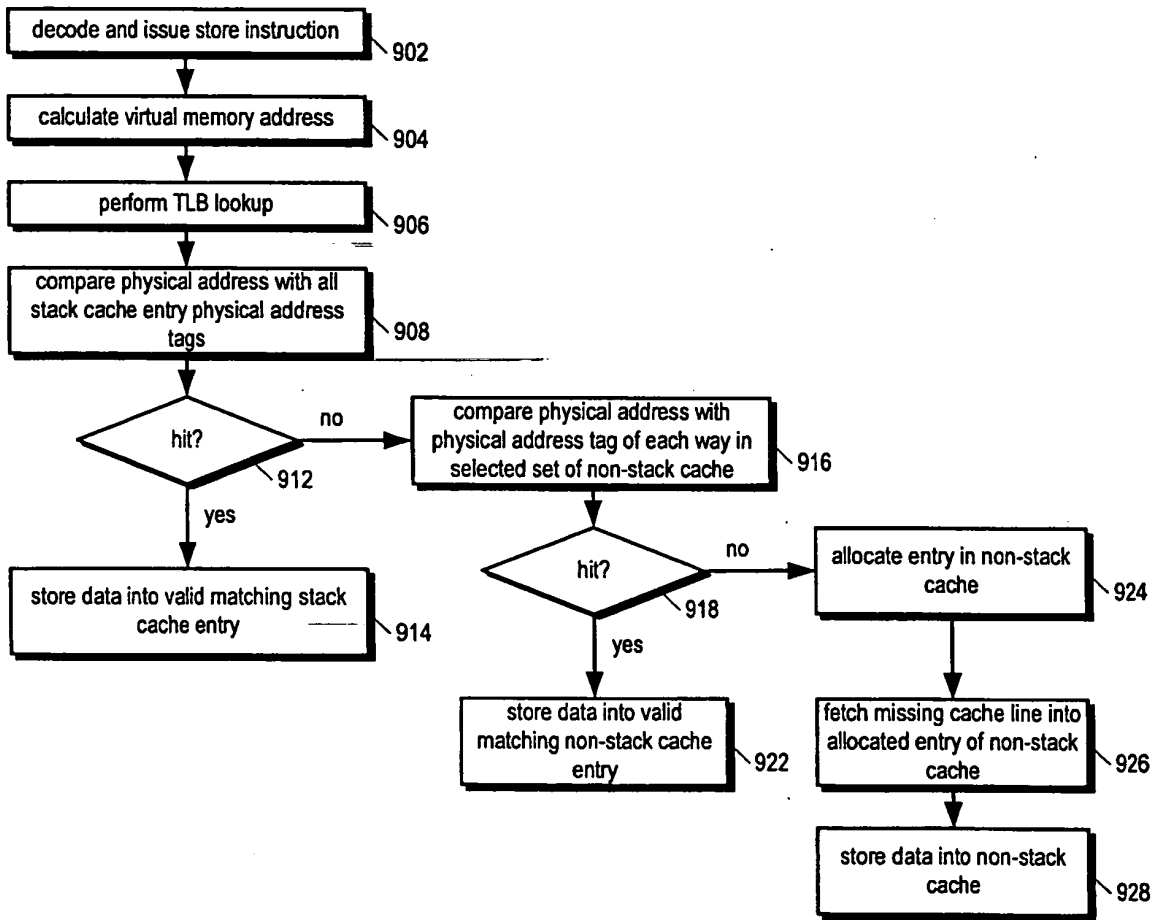 decode and issue store instruction
902
calculate virtual memory address
904
perform TLB lookup
906
compare physical address with all
stack cache entry physical address
tags
908
hit?
912
no
yes
compare physical address with
physical address tag of each way in
selected set of non-stack cache
916
store data into valid matching stack
cache entry
914
hit?
918
no
yes
allocate entry in non-stack
cache
924
store data into valid
matching non-stack cache
entry
922
fetch missing cache line into
allocated entry of non-stack
cache
926
store data into non-stack
cache
928